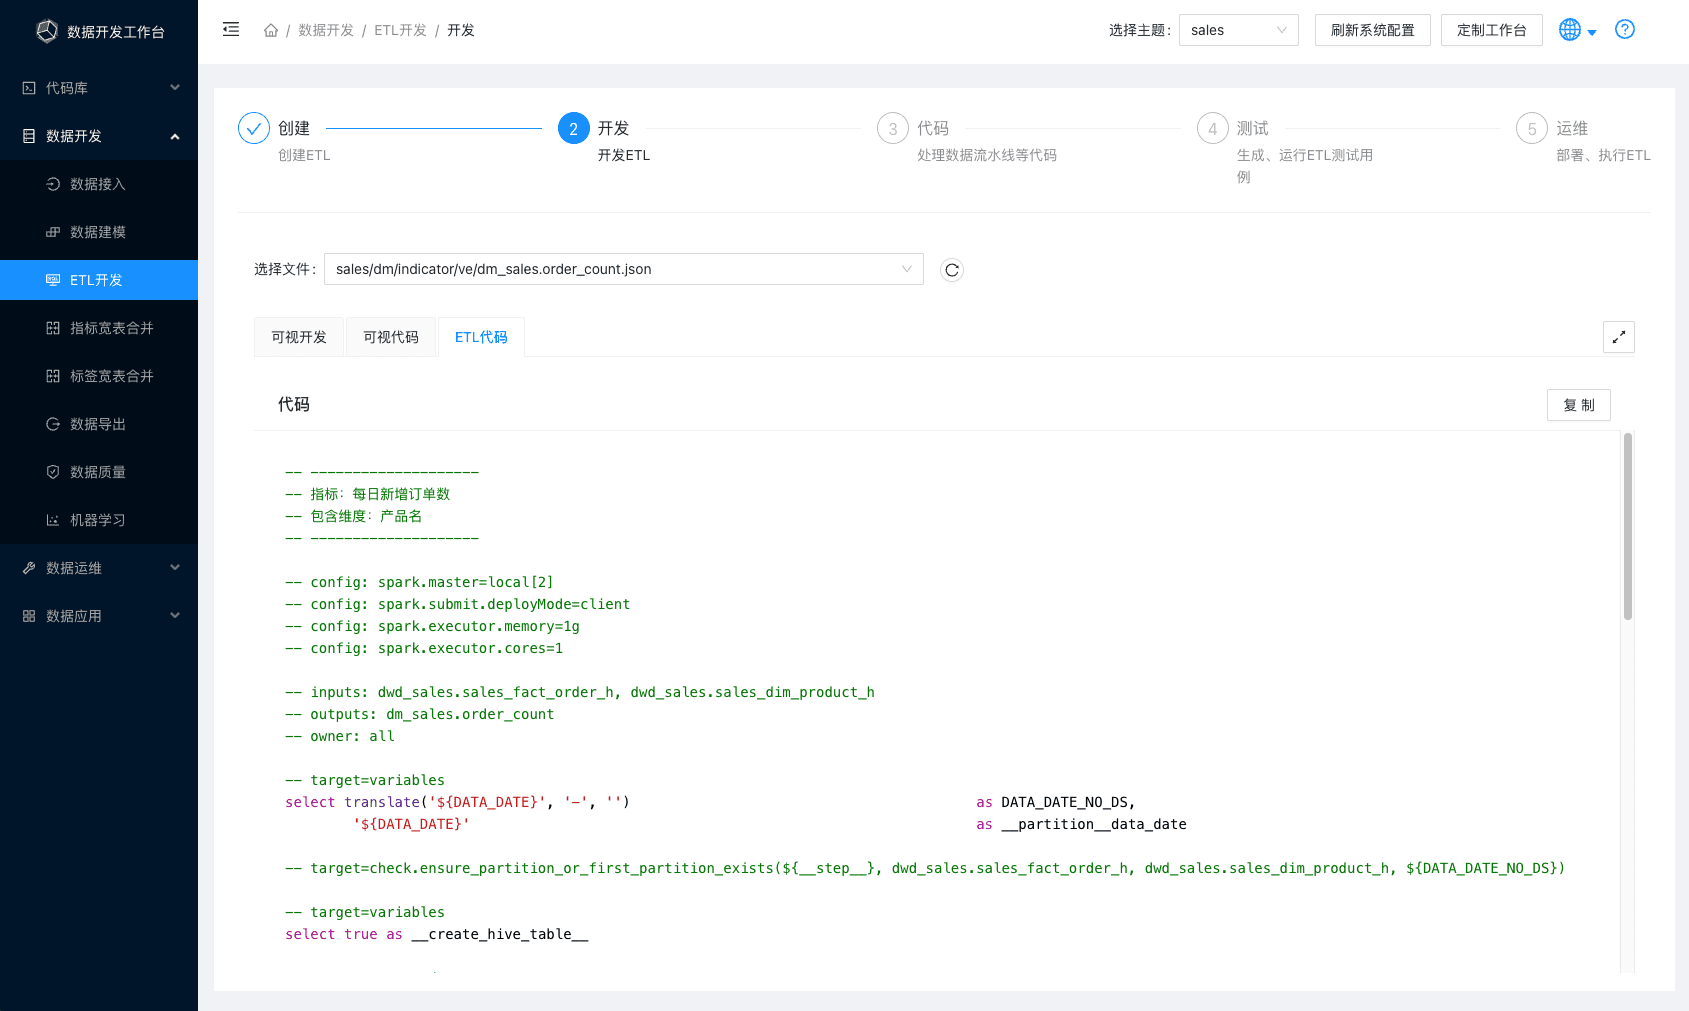 数据开发工作台
/ 数据开发 / ETL开发 / 开发
选择主题: sales
刷新系统配置
定制工作台
代码库
数据开发
数据接入
数据建模
ETL开发
指标宽表合并
标签宽表合并
数据导出
数据质量
机器学习
数据运维
数据应用
创建
创建ETL
2 开发
开发ETL
3 代码
处理数据流水线等代码
4 测试
生成、运行ETL测试用
例
5 运维
部署、执行ETL
选择文件: sales/dm/indicator/ve/dm_sales.order_count.json
可视开发 可视代码 ETL代码
代码
复 制
-- --------------------
-- 指标: 每日新增订单数
-- 包含维度: 产品名
-- --------------------
-- config: spark.master=local[2]
-- config: spark.submit.deployMode=client
-- config: spark.executor.memory=1g
-- config: spark.executor.cores=1
-- inputs: dwd_sales.sales_fact_order_h, dwd_sales.sales_dim_product_h
-- outputs: dm_sales.order_count
-- owner: all
-- target=variables
select translate('${DATA_DATE}', '-', '') as DATA_DATE_NO_DS,
'${DATA_DATE}' as __partition__data_date
-- target=check.ensure_partition_or_first_partition_exists(${__step__}, dwd_sales.sales_fact_order_h, dwd_sales.sales_dim_product_h, ${DATA_DATE_NO_DS})
-- target=variables
select true as __create_hive_table__